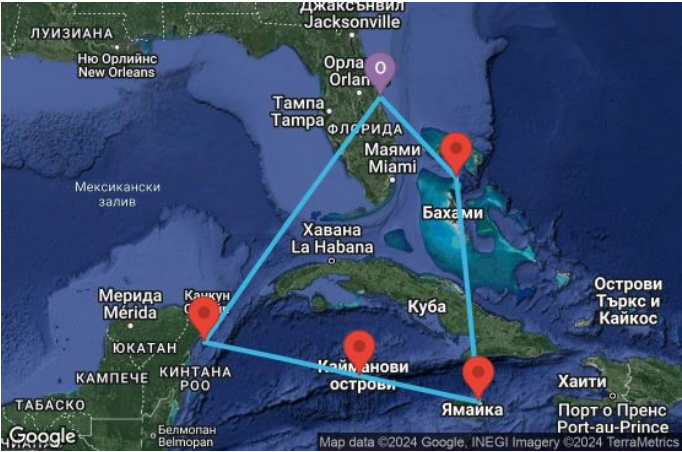 Джаксънвил
Jacksonville
ЛУИЗИАНА
Ню Орлийнс
New Orleans
Орла
Orlan
O
Тампа
Tampa
ФЛОРИДА
Маями
Miami
Мексикански
залив
Бахами
Хавана
La Habana
Острови
Търкс и
Кайкос
Мерида
Mérida
Канкун
Куба
ЮКАТАН
КАМПЕЧЕ
КИНТАНА
РОО
Кайманови
острови
Хаити
ТАБАСКО
Ямайка
Порт о Пренс
Port-au-Prince
Белмопан
Belmopan
Google
Map data ©2024 Google, INEGI Imagery ©2024 TerraMetrics